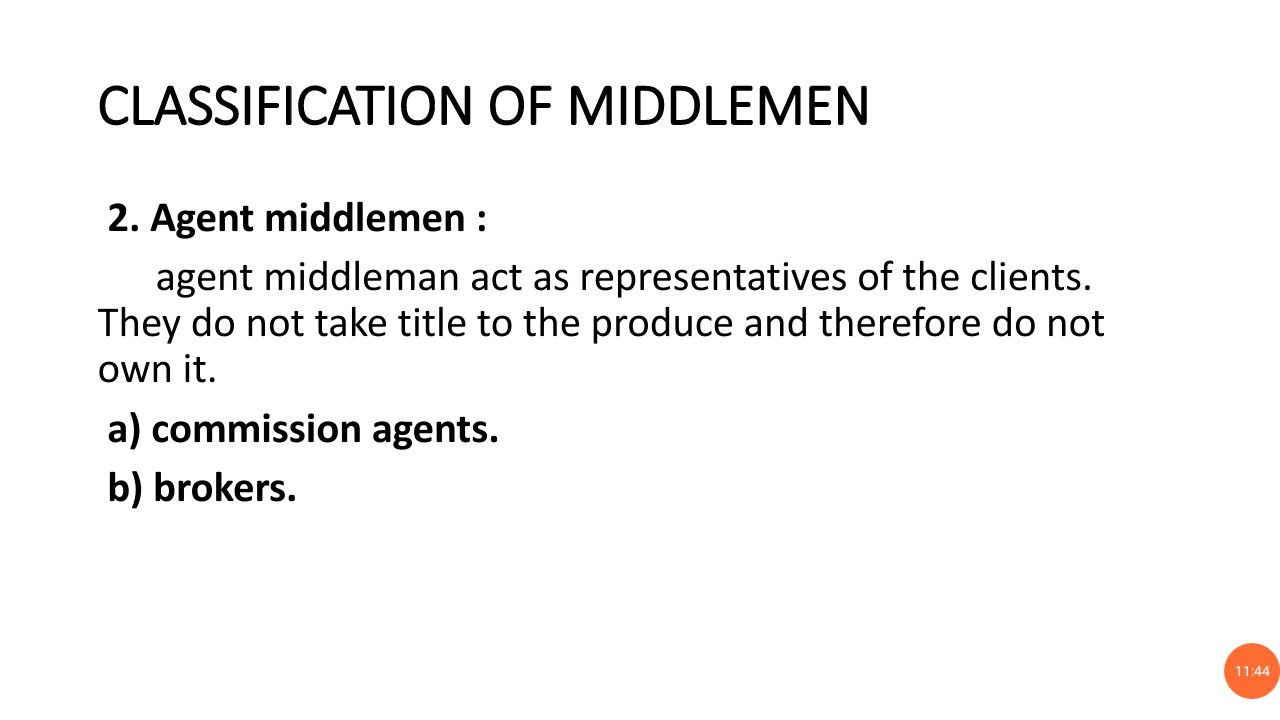 CLASSIFICATION OF MIDDLEMEN
2. Agent middlemen :
agent middleman act as representatives of the clients.
They do not take title to the produce and therefore do not
own it.
a) commission agents.
b) brokers.
11:44